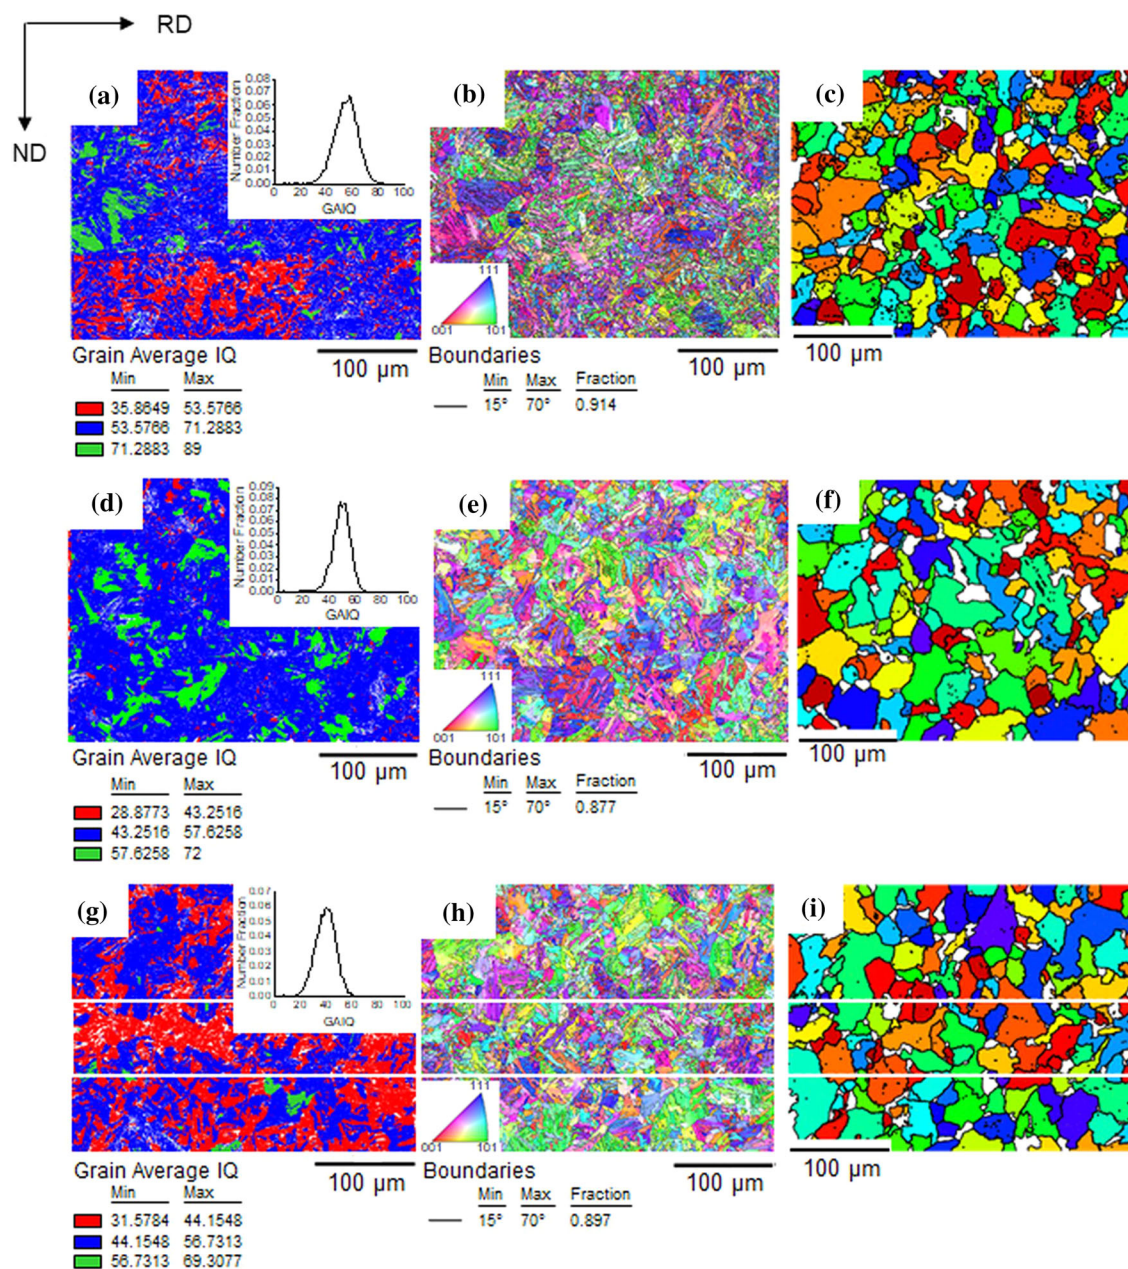 RD
ND
(a)
0.08
0.07
0.06
0.05
0.04
0.03
0.02
0.01
0.00
Number Fraction
0 20 40 60 80 100
GAIQ
(b)
111
001 101
(c)
Grain Average IQ
100 µm
Min Max
35.8649 53.5766
53.5766 71.2883
71.2883 89
Boundaries
100 µm
Min Max Fraction
15° 70° 0.914
100 µm
(d)
0.09
0.08
0.07
0.06
0.05
0.04
0.03
0.02
0.01
0.00
Number Fraction
0 20 40 60 80 100
GAIQ
(e)
111
001 101
(f)
Grain Average IQ
100 µm
Min Max
28.8773 43.2516
43.2516 57.6258
57.6258 72
Boundaries
100 µm
Min Max Fraction
15° 70° 0.877
100 µm
(g)
0.07
0.06
0.05
0.04
0.03
0.02
0.01
0.00
Number Fraction
0 20 40 60 80 100
GAIQ
(h)
111
001 101
(i)
Grain Average IQ
100 µm
Min Max
31.5784 44.1548
44.1548 56.7313
56.7313 69.3077
Boundaries
100 µm
Min Max Fraction
15° 70° 0.897
100 µm